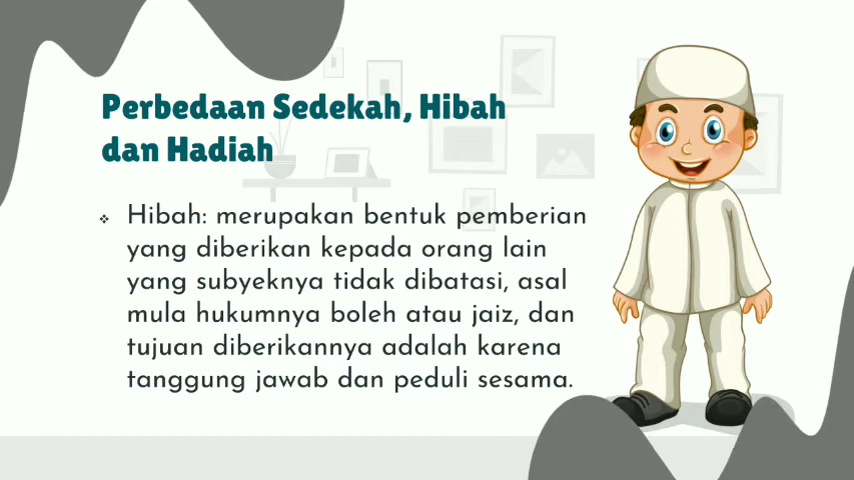 Perbedaan Sedekah, Hibah
dan Hadiah
❖ Hibah: merupakan bentuk pemberian
yang diberikan kepada orang lain
yang subyeknya tidak dibatasi, asal
mula hukumnya boleh atau jaiz, dan
tujuan diberikannya adalah karena
tanggung jawab dan peduli sesama.